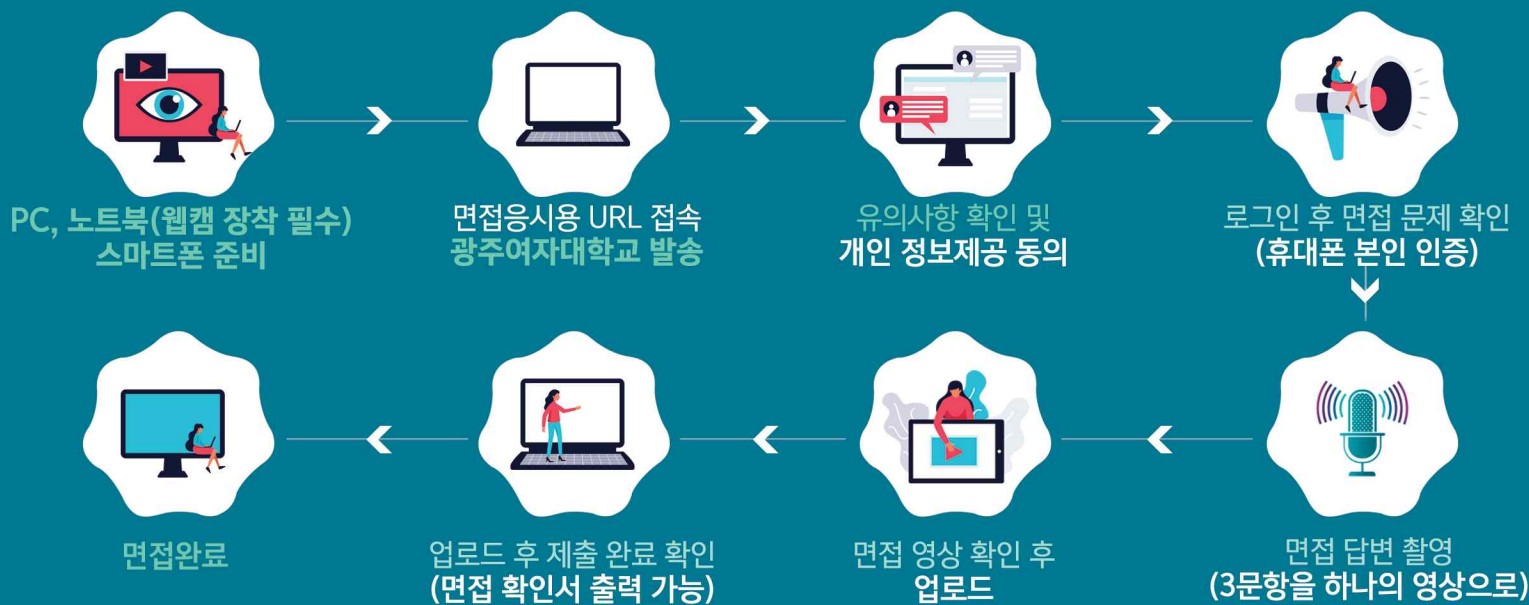 PC, 노트북(웹캠 장착 필수)
스마트폰 준비
면접응시용 URL 접속
광주여자대학교 발송
유의사항 확인 및
개인 정보제공 동의
로그인 후 면접 문제 확인
(휴대폰 본인 인증)
면접 답변 촬영
(3문항을 하나의 영상으로)
면접 영상 확인 후
업로드
업로드 후 제출 완료 확인
(면접 확인서 출력 가능)
면접완료